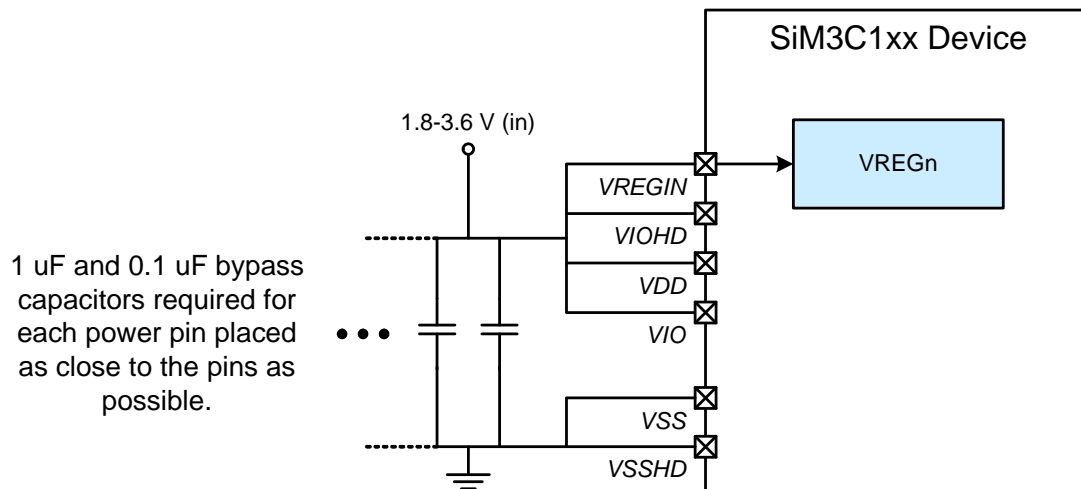 SiM3C1xx Device
1.8-3.6 V (in)
VREGn
VREGIN
VIOHD
VDD
VIO
1 uF and 0.1 uF bypass
capacitors required for
each power pin placed
as close to the pins as
possible.
VSS
VSSHD